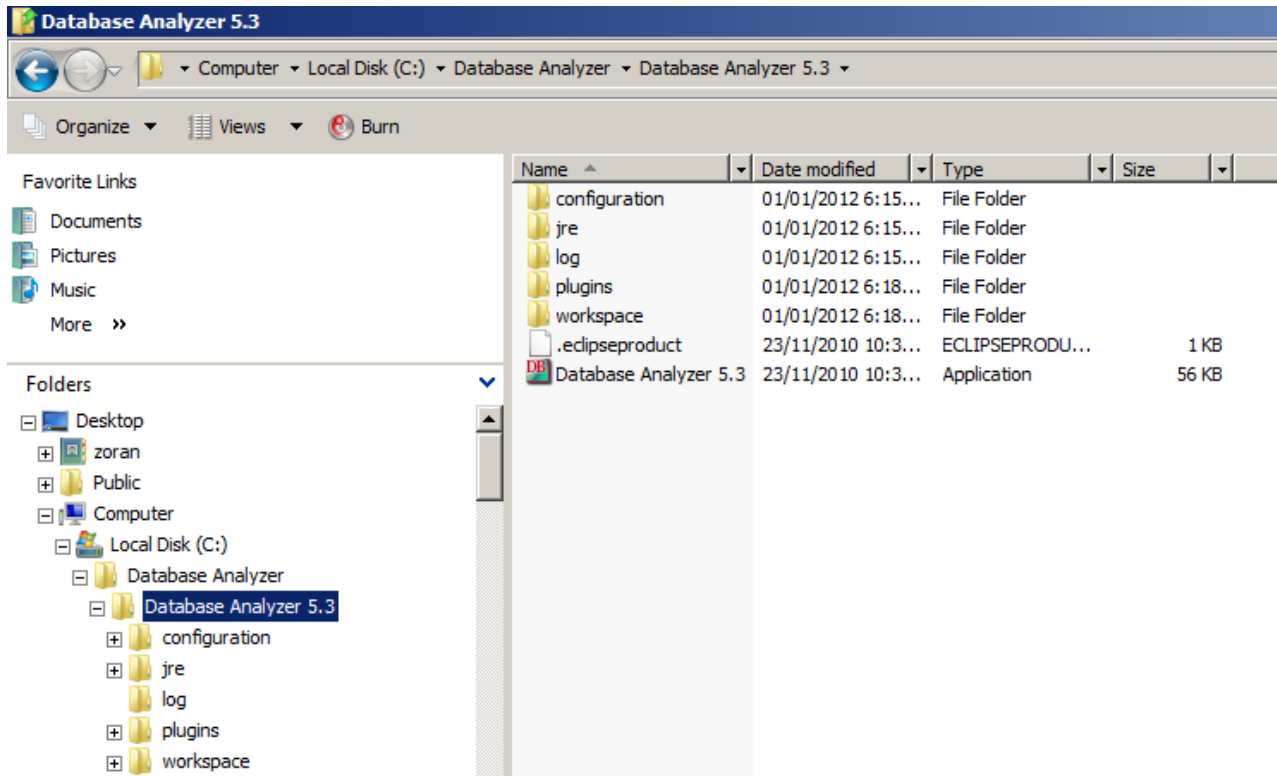 Database Analyzer 5.3
Computer Local Disk (C:) Database Analyzer Database Analyzer 5.3
Organize Views Burn
Favorite Links
Documents
Pictures
Music
More »
Folders
Desktop
zoran
Public
Computer
Local Disk (C:)
Database Analyzer
Database Analyzer 5.3
configuration
jre
log
plugins
workspace
Name Date modified Type Size
configuration 01/01/2012 6:15... File Folder
jre 01/01/2012 6:15... File Folder
log 01/01/2012 6:15... File Folder
plugins 01/01/2012 6:18... File Folder
workspace 01/01/2012 6:18... File Folder
.eclipseproduct 23/11/2010 10:3... ECLIPSEPRODU... 1 KB
DB Database Analyzer 5.3 23/11/2010 10:3... Application 56 KB